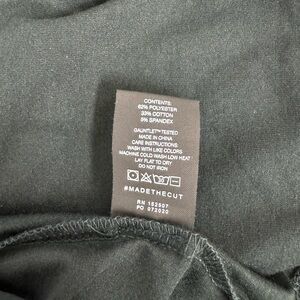 CONTENTS:
62% POLYESTER
33% COTTON
5% SPANDEX
GAUNTLET TESTED
MADE IN CHINA
CARE INSTRUCTIONS:
WASH WITH LIKE COLORS
MACHINE COLD WASH LOW HEAT
LAY FLAT TO DRY
DO NOT IRON
#MADETHECUT
RN 152507
PO 072020